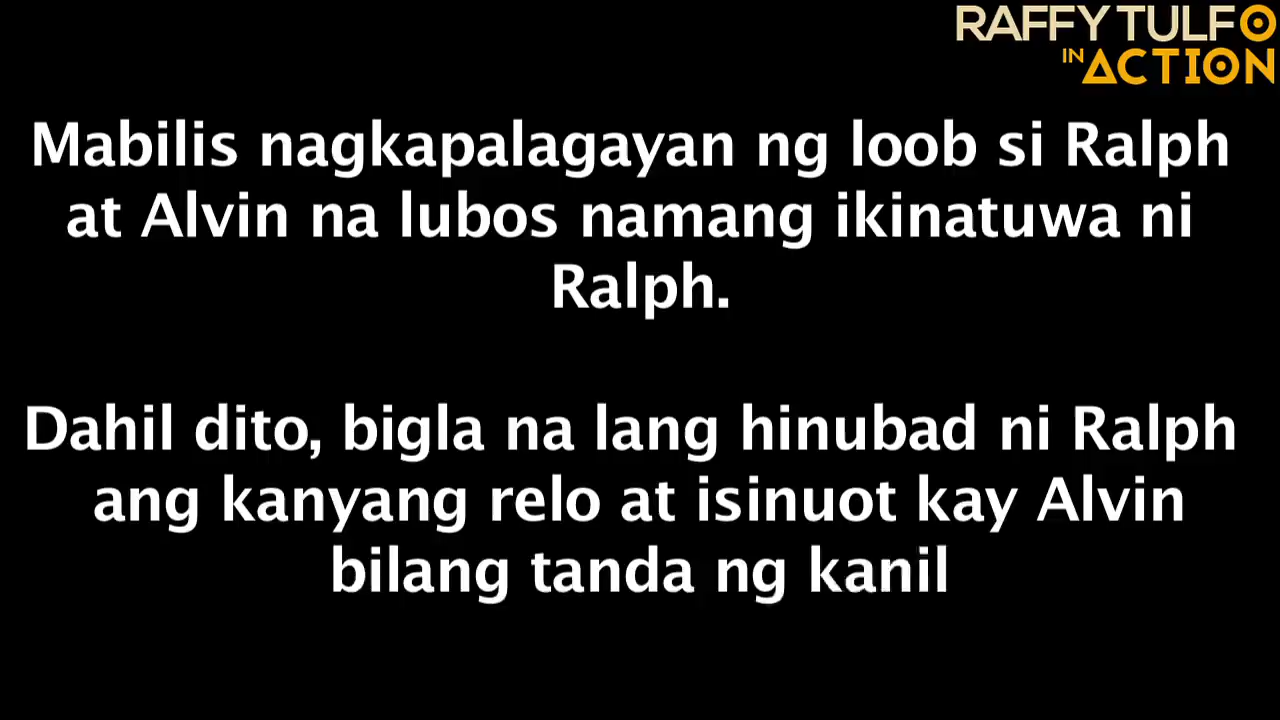 RAFFY TULFO
IN ACTION
Mabilis nagkapalagayan ng loob si Ralph
at Alvin na lubos namang ikinatuwa ni
Ralph.
Dahil dito, bigla na lang hinubad ni Ralph
ang kanyang relo at isinuot kay Alvin
bilang tanda ng kanil